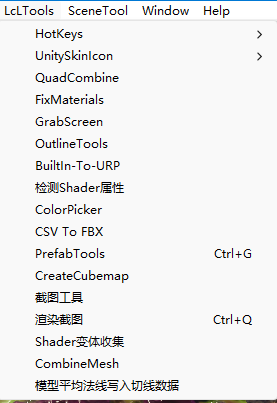 LcLTools SceneTool Window Help
HotKeys
UnitySkinIcon
QuadCombine
FixMaterials
GrabScreen
OutlineTools
BuiltIn-To-URP
检测Shader属性
ColorPicker
CSV To FBX
PrefabTools Ctrl+G
CreateCubemap
截图工具
渲染截图 Ctrl+Q
Shader变体收集
CombineMesh
模型平均法线写入切线数据